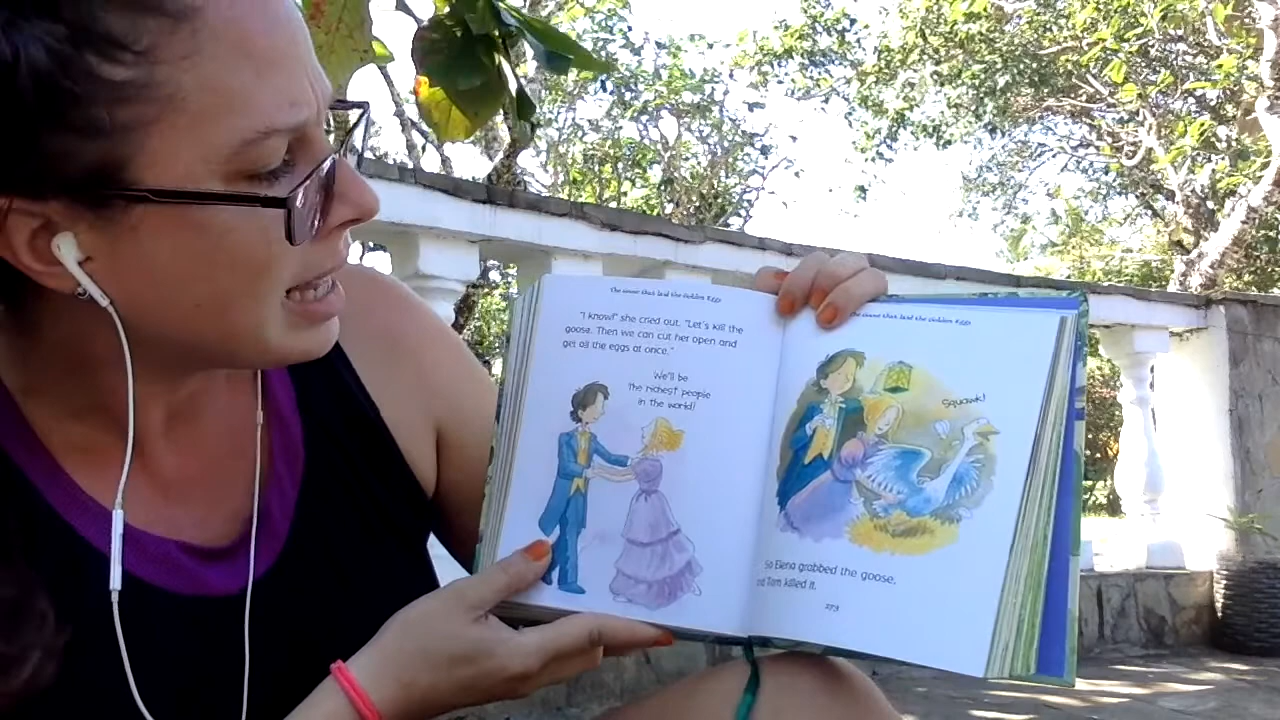 The Goose that laid the Golden Eggs
"I know!" she cried out. "Let's kill the
goose. Then we can cut her open and
get all the eggs at once."
We'll be
the richest people
in the world!
The Goose that laid the Golden Eggs
Squawk!
So Elena grabbed the goose,
nd Tom killed it.
273